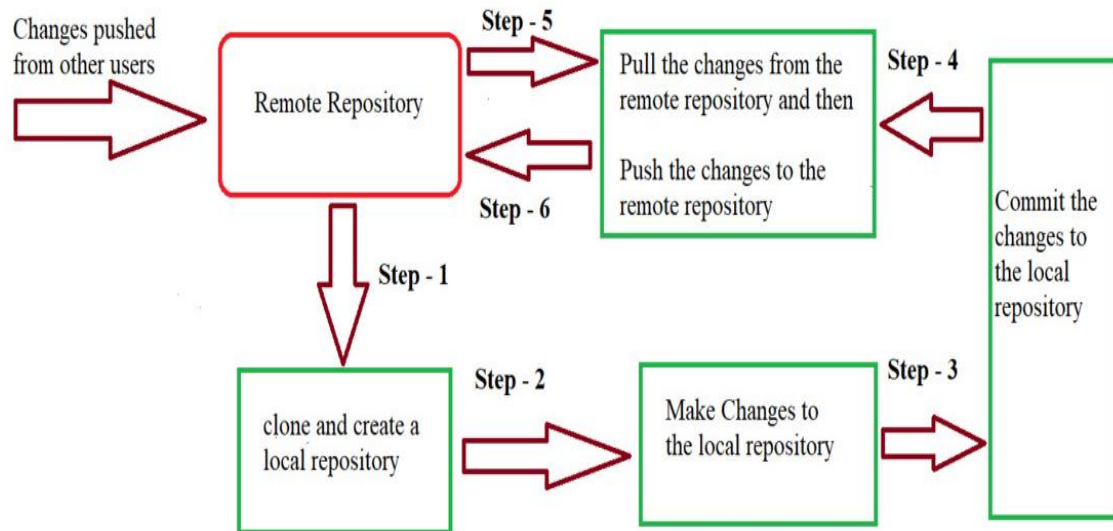 Changes pushed
from other users
Remote Repository
Step - 5
Pull the changes from the
remote repository and then
Push the changes to the
remote repository
Step - 4
Step - 6
Commit the
changes to
the local
repository
Step - 1
clone and create a
local repository
Step - 2
Make Changes to
the local repository
Step - 3